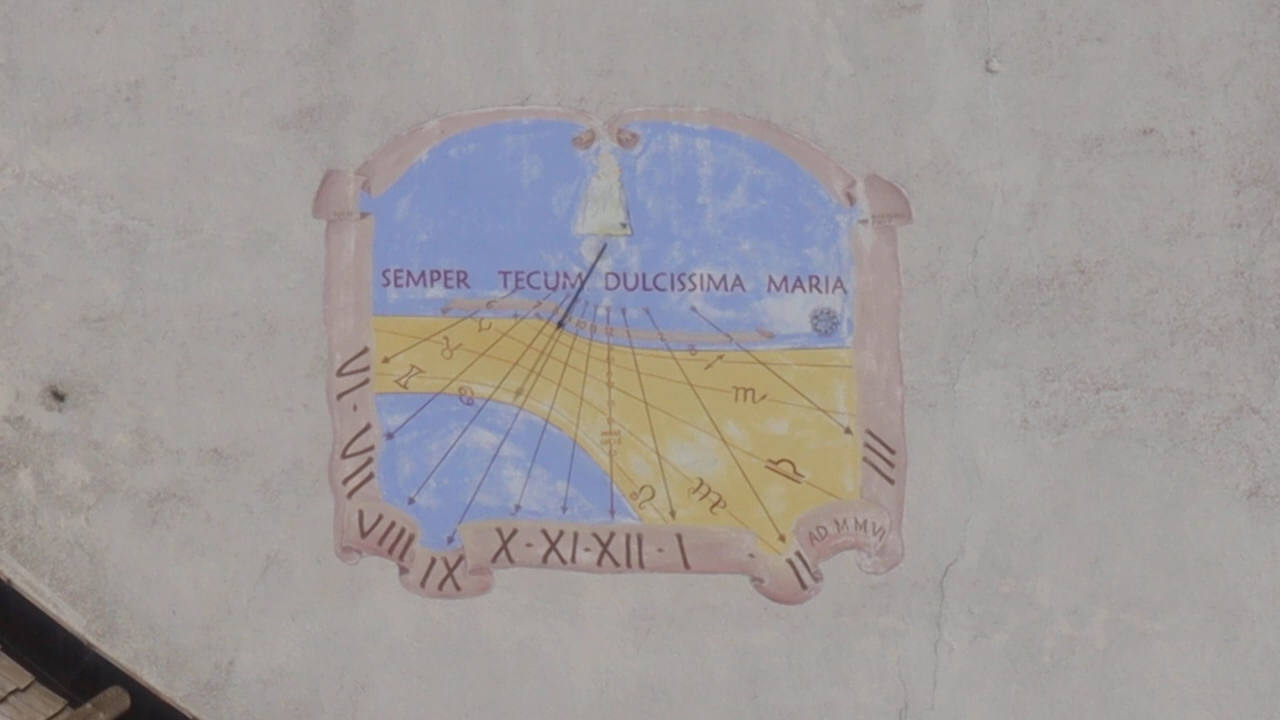 SEMPER TECUM DULCISSIMA MARIA
VI · VII
VIII
IX
X · XI · XII · I
II
III
AD MMVI